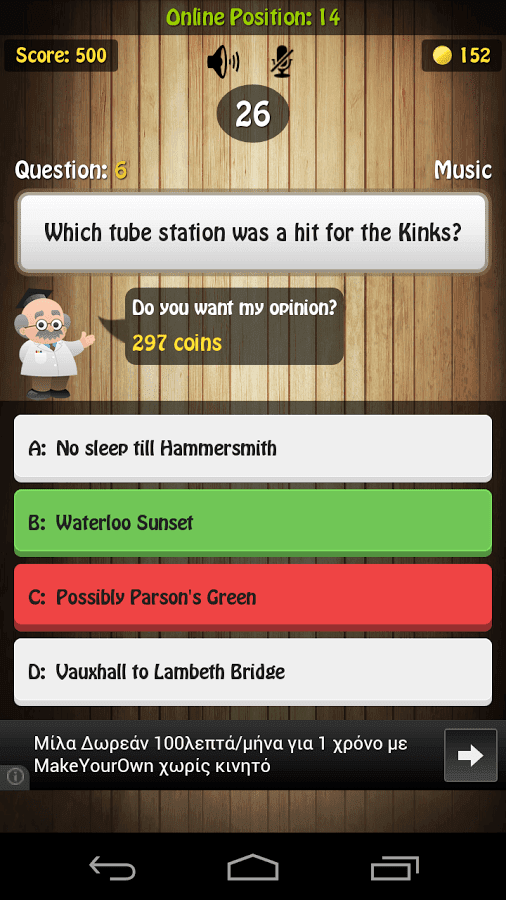 Online Position: 14
Score: 500
152
26
Question: 6
Music
Which tube station was a hit for the Kinks?
Do you want my opinion?
297 coins
A: No sleep till Hammersmith
B: Waterloo Sunset
C: Possibly Parson's Green
D: Vauxhall to Lambeth Bridge
Μίλα Δωρεάν 100λεπτά/μήνα για 1 χρόνο με
MakeYourOwn χωρίς κινητό